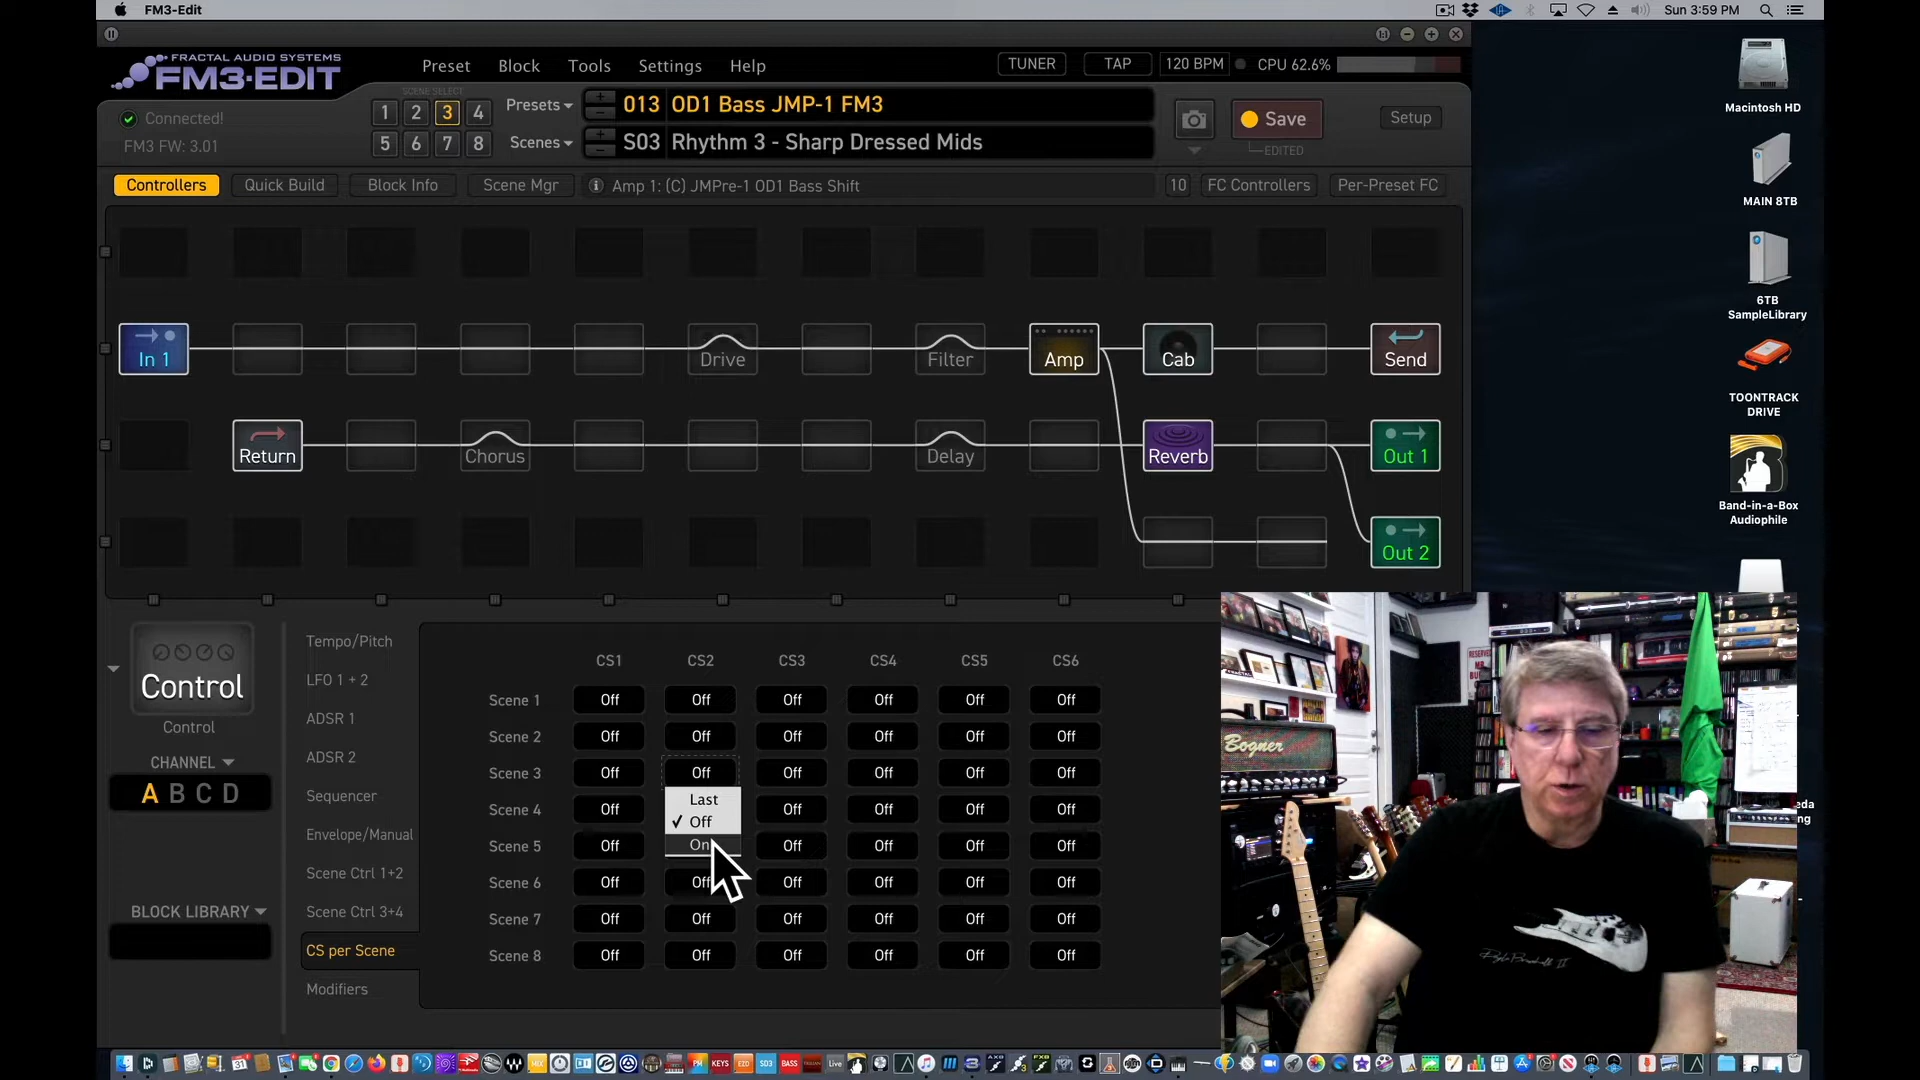 FM3-Edit
Sun 3:59 PM
FRACTAL AUDIO SYSTEMS
FM3-EDIT
Preset Block Tools Settings Help
TUNER TAP 120 BPM CPU 62.6%
SCENE SELECT
1 2 3 4
5 6 7 8
Connected!
FM3 FW: 3.01
Presets
013 OD1 Bass JMP-1 FM3
Scenes
S03 Rhythm 3 - Sharp Dressed Mids
Save
EDITED
Setup
Controllers Quick Build Block Info Scene Mgr Amp 1: (C) JMPre-1 OD1 Bass Shift 10 FC Controllers Per-Preset FC
In 1 Drive Filter Amp Cab Send
Return Chorus Delay Reverb Out 1
Out 2
Control
Control
CHANNEL
A B C D
BLOCK LIBRARY
Tempo/Pitch
LFO 1 + 2
ADSR 1
ADSR 2
Sequencer
Envelope/Manual
Scene Ctrl 1+2
Scene Ctrl 3+4
CS per Scene
Modifiers
CS1 CS2 CS3 CS4 CS5 CS6
Scene 1 Off Off Off Off Off Off
Scene 2 Off Off Off Off Off Off
Scene 3 Off Off Off Off Off Off
Last
✓ Off
On
Scene 4 Off Off Off Off Off
Scene 5 Off Off Off Off Off
Scene 6 Off Off Off Off Off Off
Scene 7 Off Off Off Off Off Off
Scene 8 Off Off Off Off Off Off
Macintosh HD
MAIN 8TB
6TB
SampleLibrary
TOONTRACK
DRIVE
Band-in-a-Box
Audiophile
Bogner
RESERVED
PM KEYS EZD SD3 BASS
Live